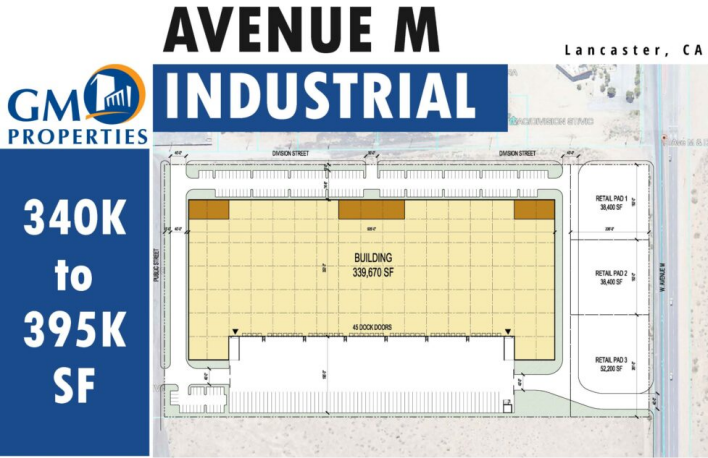 AVENUE M
Lancaster, CA
INDUSTRIAL
GM
PROPERTIES
340K
to
395K
SF
DIVISION STREET
DIVISION STREET
PUBLIC STREET
W. AVENUE M
BUILDING
339,670 SF
45 DOCK DOORS
RETAIL PAD 1
38,400 SF
RETAIL PAD 2
38,400 SF
RETAIL PAD 3
52,200 SF